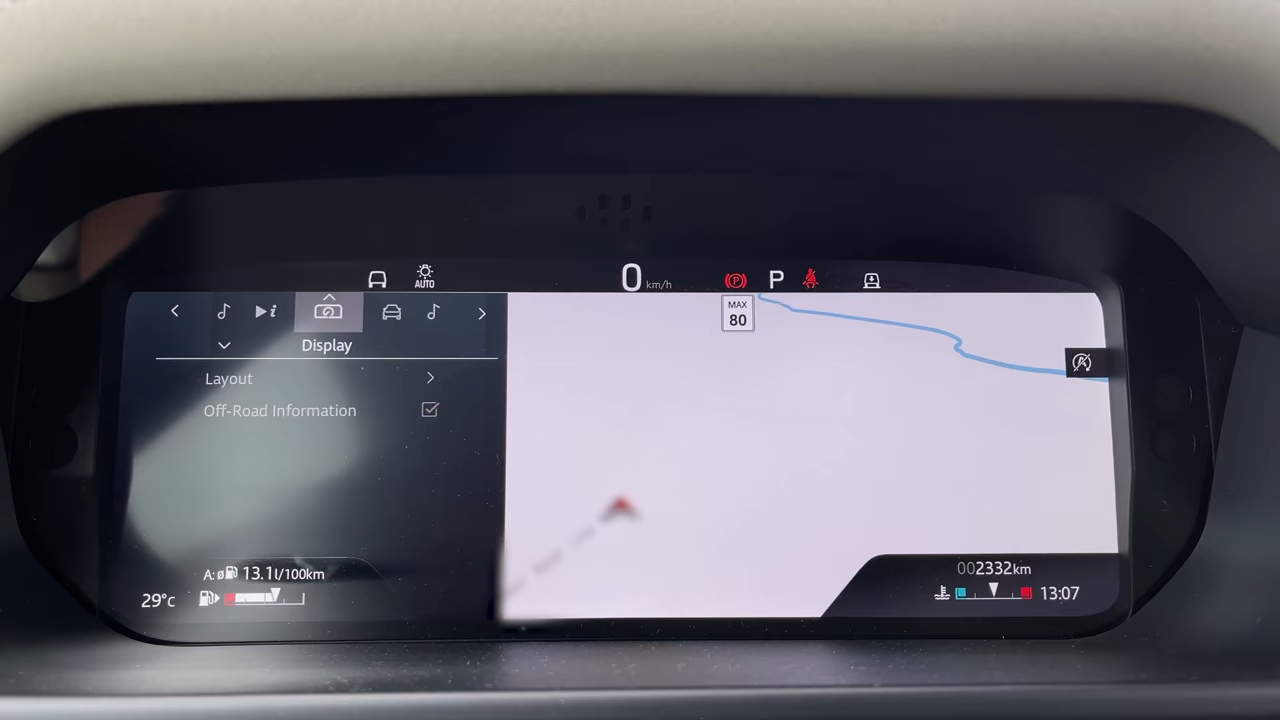 AUTO
0 km/h
P
MAX
80
Display
Layout
Off-Road Information
A:ø 13.1l/100km
29°c
002332km
13:07